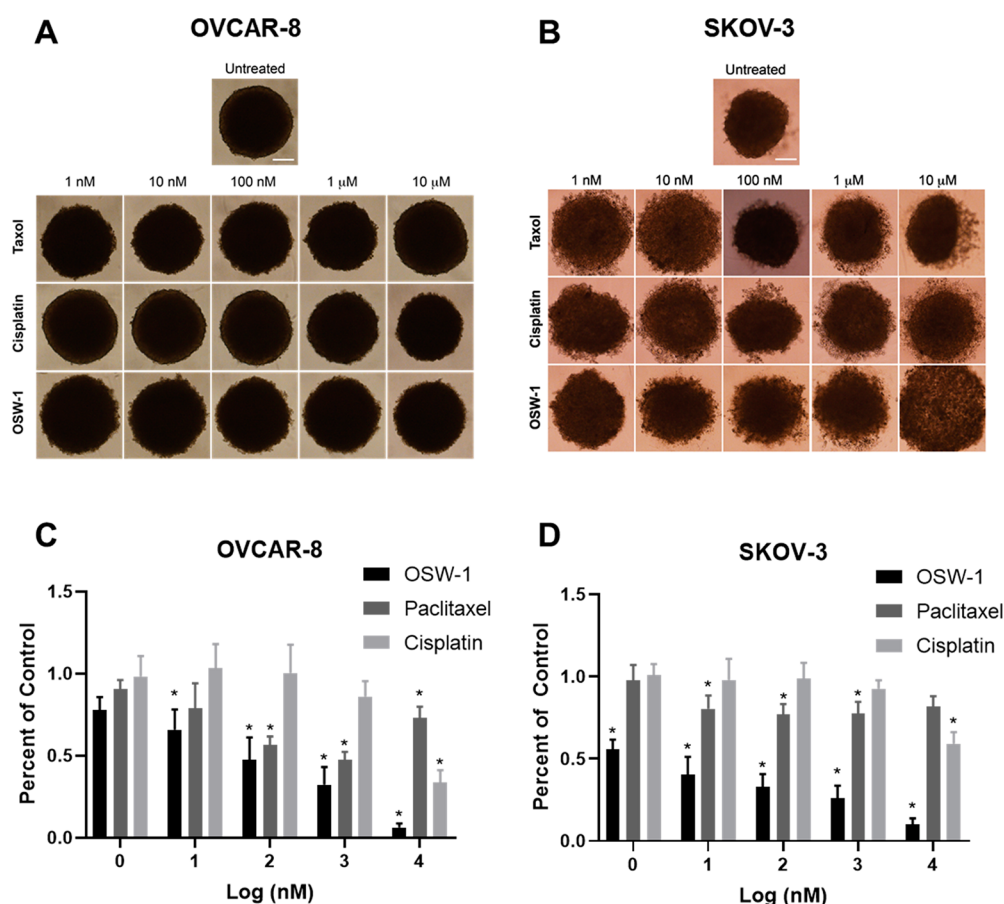 A
OVCAR-8
Untreated
1 nM 10 nM 100 nM 1 µM 10 µM
Taxol
Cisplatin
OSW-1
B
SKOV-3
Untreated
1 nM 10 nM 100 nM 1 µM 10 µM
Taxol
Cisplatin
OSW-1
C
OVCAR-8
OSW-1
Paclitaxel
Cisplatin
Percent of Control
1.5
1.0
0.5
0.0
* * * * * * * *
0 1 2 3 4
Log (nM)
D
SKOV-3
OSW-1
Paclitaxel
Cisplatin
Percent of Control
1.5
1.0
0.5
0.0
* * * * * * * * *
0 1 2 3 4
Log (nM)